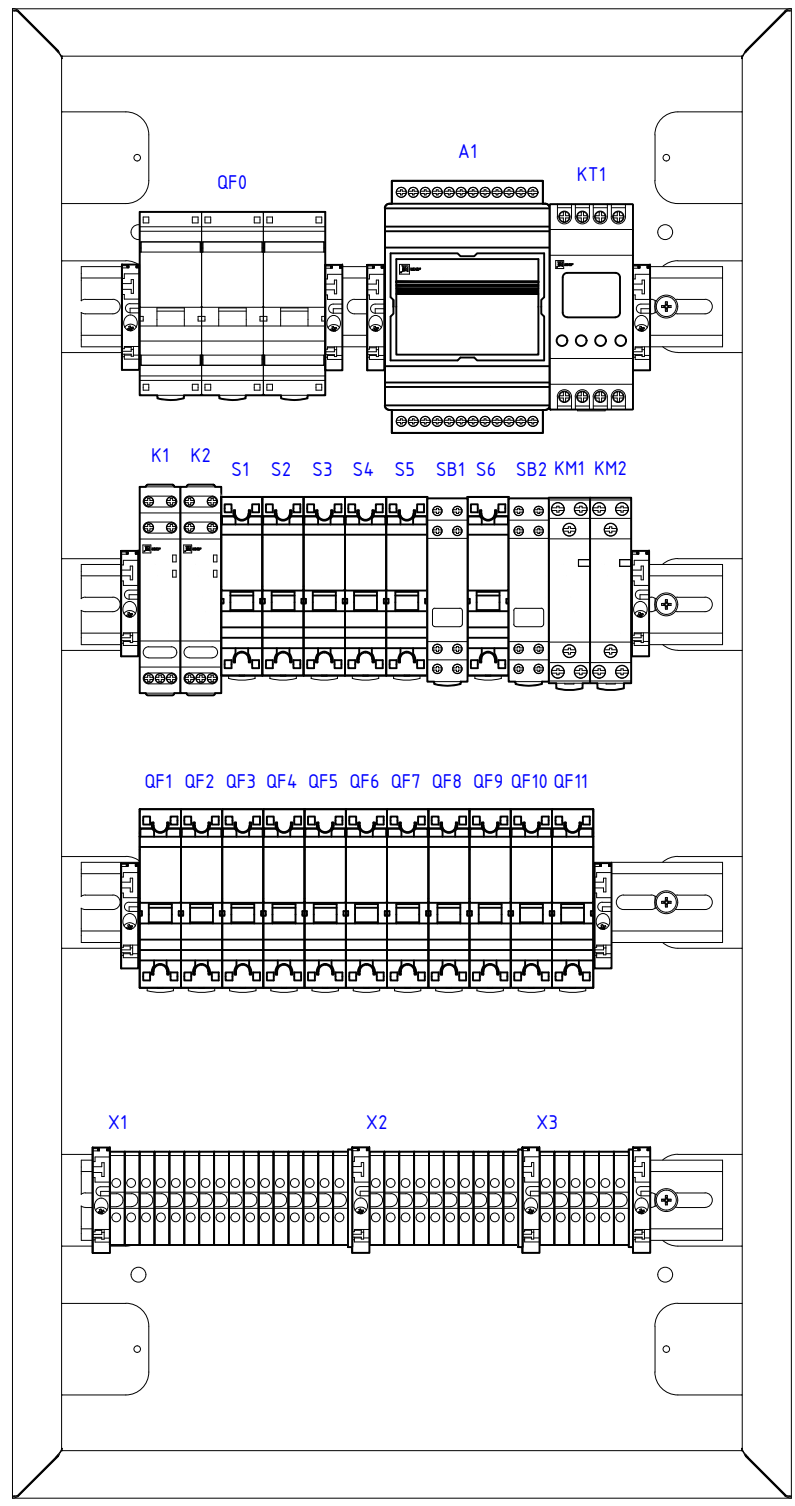 A1
KT1
QF0
K1 K2 S1 S2 S3 S4 S5 SB1 S6 SB2 KM1 KM2
QF1 QF2 QF3 QF4 QF5 QF6 QF7 QF8 QF9 QF10 QF11
X1 X2 X3